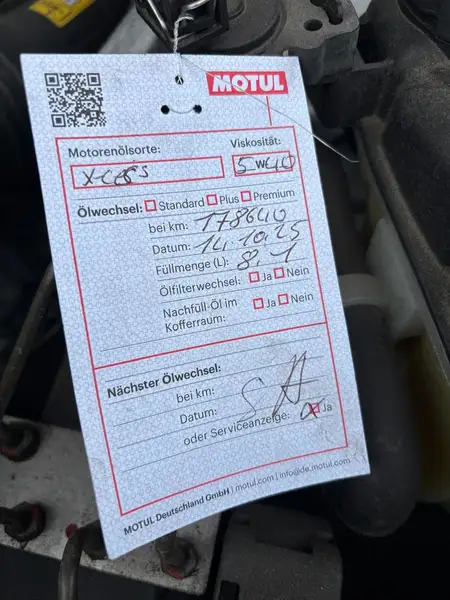 MOTUL
Motorenölsorte: Viskosität:
X-cess 5W40
Ölwechsel: Standard Plus Premium
bei km: 178640
Datum: 14.10.25
Füllmenge (L): 8,1
Ölfilterwechsel: Ja Nein
Nachfüll-Öl im
Kofferraum: Ja Nein
Nächster Ölwechsel:
bei km:
Datum:
oder Serviceanzeige: Ja
MOTUL Deutschland GmbH | motul.com | info@de.motul.com